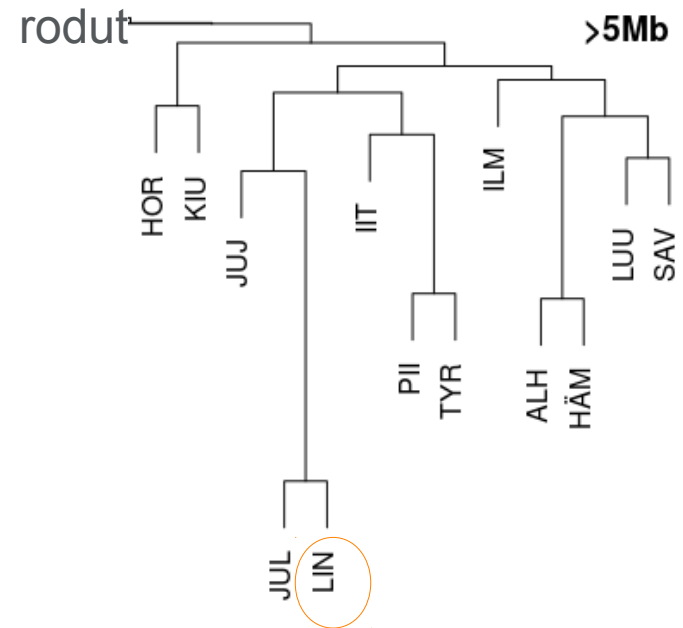 rodut
>5Mb
HOR
KIU
JUJ
IIT
ILM
LUU
SAV
PII
TYR
ALH
HÄM
JUL
LIN